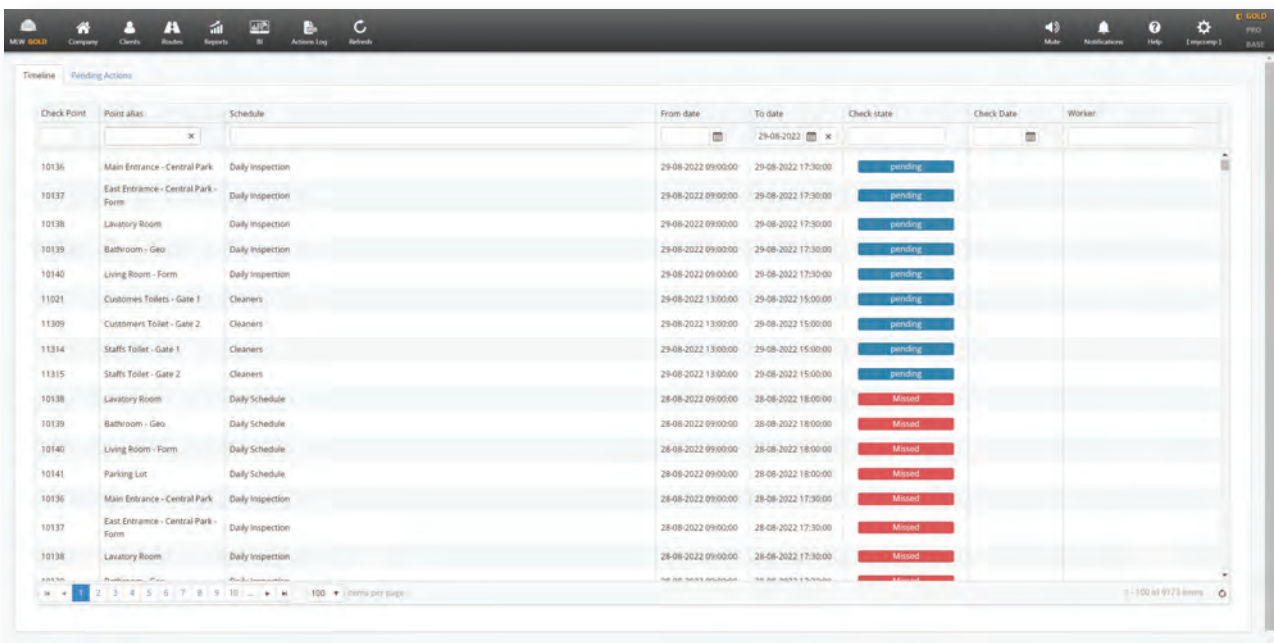 MLW GOLD Company Clients Routes Reports BI Actions Log Refresh Mute Notifications Help [ mycomp ] GOLD
PRO
BASE
Timeline Pending Actions
Check Point Point alias Schedule From date To date Check state Check Date Worker
29-08-2022
10136 Main Entrance - Central Park Daily Inspection 29-08-2022 09:00:00 29-08-2022 17:30:00 pending
10137 East Entramce - Central Park - Form Daily Inspection 29-08-2022 09:00:00 29-08-2022 17:30:00 pending
10138 Lavatory Room Daily Inspection 29-08-2022 09:00:00 29-08-2022 17:30:00 pending
10139 Bathroom - Geo Daily Inspection 29-08-2022 09:00:00 29-08-2022 17:30:00 pending
10140 Living Room - Form Daily Inspection 29-08-2022 09:00:00 29-08-2022 17:30:00 pending
11021 Customes Toilets - Gate 1 Cleaners 29-08-2022 13:00:00 29-08-2022 15:00:00 pending
11309 Customers Toilet - Gate 2 Cleaners 29-08-2022 13:00:00 29-08-2022 15:00:00 pending
11314 Staffs Toilet - Gate 1 Cleaners 29-08-2022 13:00:00 29-08-2022 15:00:00 pending
11315 Staffs Toilet - Gate 2 Cleaners 29-08-2022 13:00:00 29-08-2022 15:00:00 pending
10138 Lavatory Room Daily Schedule 28-08-2022 09:00:00 28-08-2022 18:00:00 Missed
10139 Bathroom - Geo Daily Schedule 28-08-2022 09:00:00 28-08-2022 18:00:00 Missed
10140 Living Room - Form Daily Schedule 28-08-2022 09:00:00 28-08-2022 18:00:00 Missed
10141 Parking Lot Daily Schedule 28-08-2022 09:00:00 28-08-2022 18:00:00 Missed
10136 Main Entrance - Central Park Daily Inspection 28-08-2022 09:00:00 28-08-2022 17:30:00 Missed
10137 East Entramce - Central Park - Form Daily Inspection 28-08-2022 09:00:00 28-08-2022 17:30:00 Missed
10138 Lavatory Room Daily Inspection 28-08-2022 09:00:00 28-08-2022 17:30:00 Missed
1 2 3 4 5 6 7 8 9 10 ... 100 items per page 1 - 100 of 9173 items